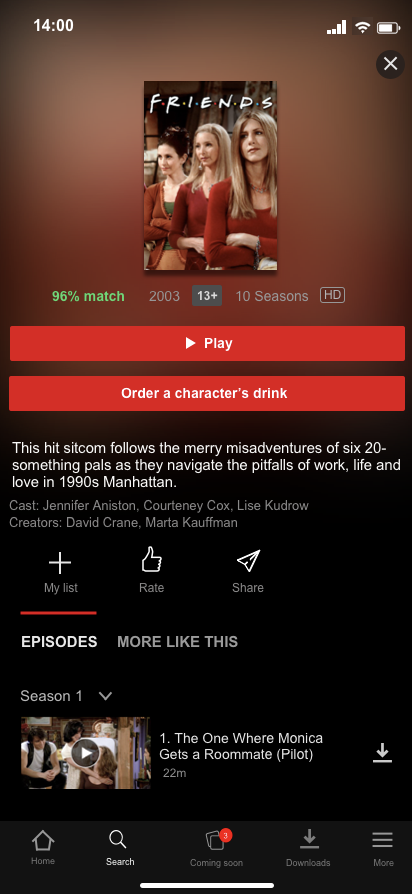 14:00
F·R·I·E·N·D·S
96% match 2003 13+ 10 Seasons HD
Play
Order a character's drink
This hit sitcom follows the merry misadventures of six 20-
something pals as they navigate the pitfalls of work, life and
love in 1990s Manhattan.
Cast: Jennifer Aniston, Courteney Cox, Lise Kudrow
Creators: David Crane, Marta Kauffman
My list Rate Share
EPISODES MORE LIKE THIS
Season 1
1. The One Where Monica
Gets a Roommate (Pilot)
22m
3
Home Search Coming soon Downloads More